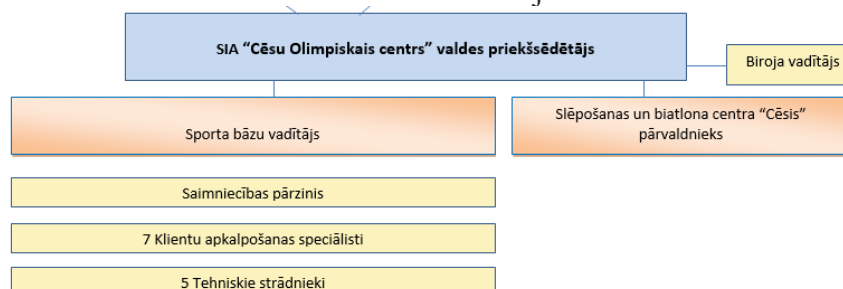 SIA “Cēsu Olimpiskais centrs” valdes priekšsēdētājs
Biroja vadītājs
Sporta bāzu vadītājs
Slēpošanas un biatlona centra “Cēsis”
pārvaldnieks
Saimniecības pārzinis
7 Klientu apkalpošanas speciālisti
5 Tehniskie strādnieki